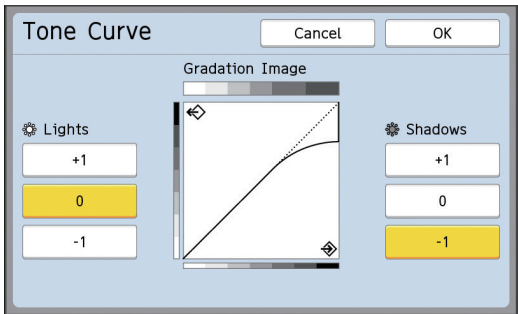 Tone Curve
Cancel
OK
Gradation Image
Lights
+1
0
-1
Shadows
+1
0
-1